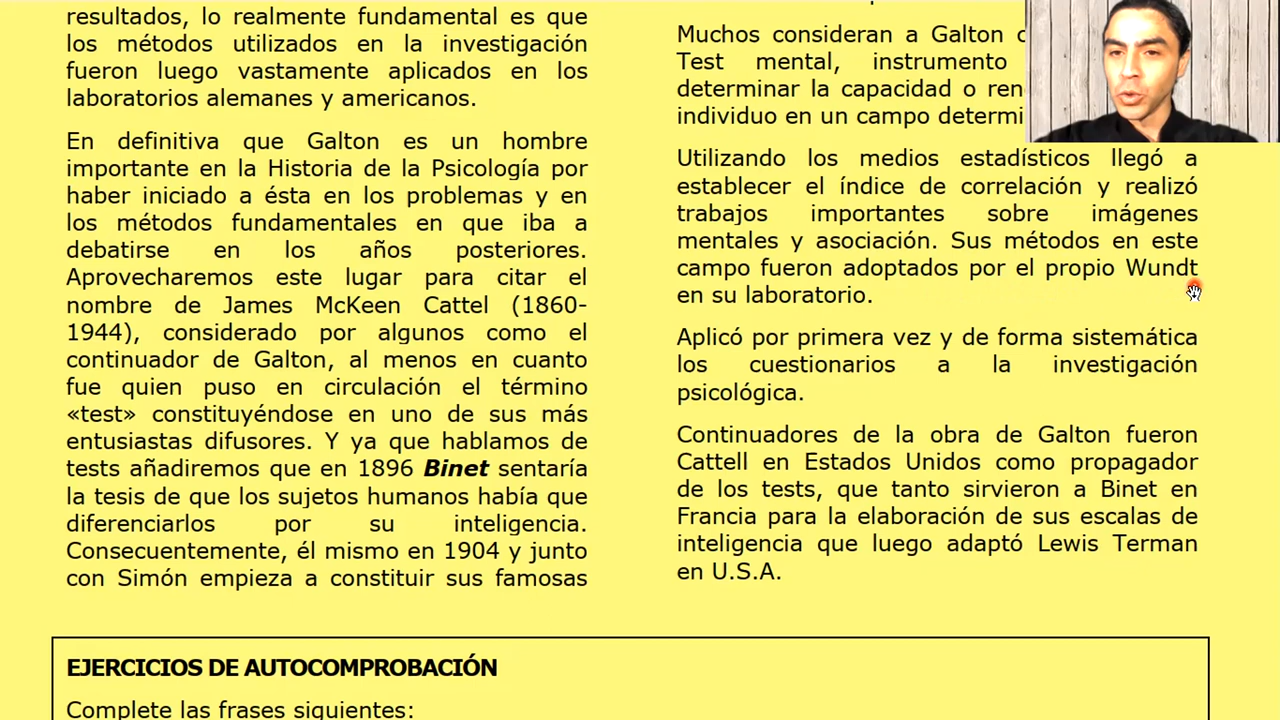 resultados, lo realmente fundamental es que
los métodos utilizados en la investigación
fueron luego vastamente aplicados en los
laboratorios alemanes y americanos.
En definitiva que Galton es un hombre
importante en la Historia de la Psicología por
haber iniciado a ésta en los problemas y en
los métodos fundamentales en que iba a
debatirse en los años posteriores.
Aprovecharemos este lugar para citar el
nombre de James McKeen Cattel (1860-
1944), considerado por algunos como el
continuador de Galton, al menos en cuanto
fue quien puso en circulación el término
«test» constituyéndose en uno de sus más
entusiastas difusores. Y ya que hablamos de
tests añadiremos que en 1896 Binet sentaría
la tesis de que los sujetos humanos había que
diferenciarlos por su inteligencia.
Consecuentemente, él mismo en 1904 y junto
con Simón empieza a constituir sus famosas
Muchos consideran a Galton
Test mental, instrumento
determinar la capacidad o
individuo en un campo
Utilizando los medios estadísticos llegó a
establecer el índice de correlación y realizó
trabajos importantes sobre imágenes
mentales y asociación. Sus métodos en este
campo fueron adoptados por el propio Wundt
en su laboratorio.
Aplicó por primera vez y de forma sistemática
los cuestionarios a la investigación
psicológica.
Continuadores de la obra de Galton fueron
Cattell en Estados Unidos como propagador
de los tests, que tanto sirvieron a Binet en
Francia para la elaboración de sus escalas de
inteligencia que luego adaptó Lewis Terman
en U.S.A.
EJERCICIOS DE AUTOCOMPROBACIÓN
Complete las frases siguientes: